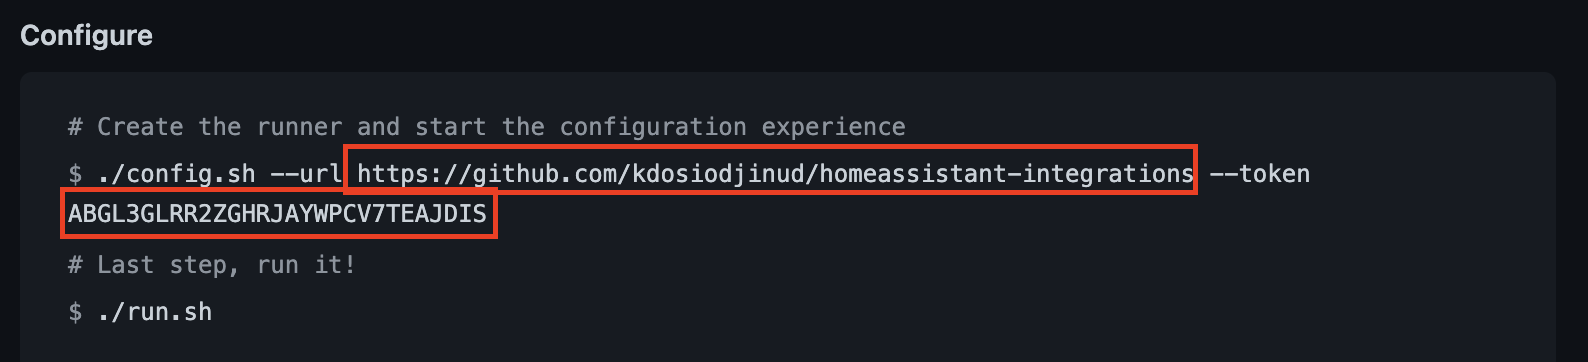 Configure
# Create the runner and start the configuration experience
$ ./config.sh --url https://github.com/kdosiodjinud/homeassistant-integrations --token
ABGL3GLRR2ZGHRJAYWPCV7TEAJDIS
# Last step, run it!
$ ./run.sh